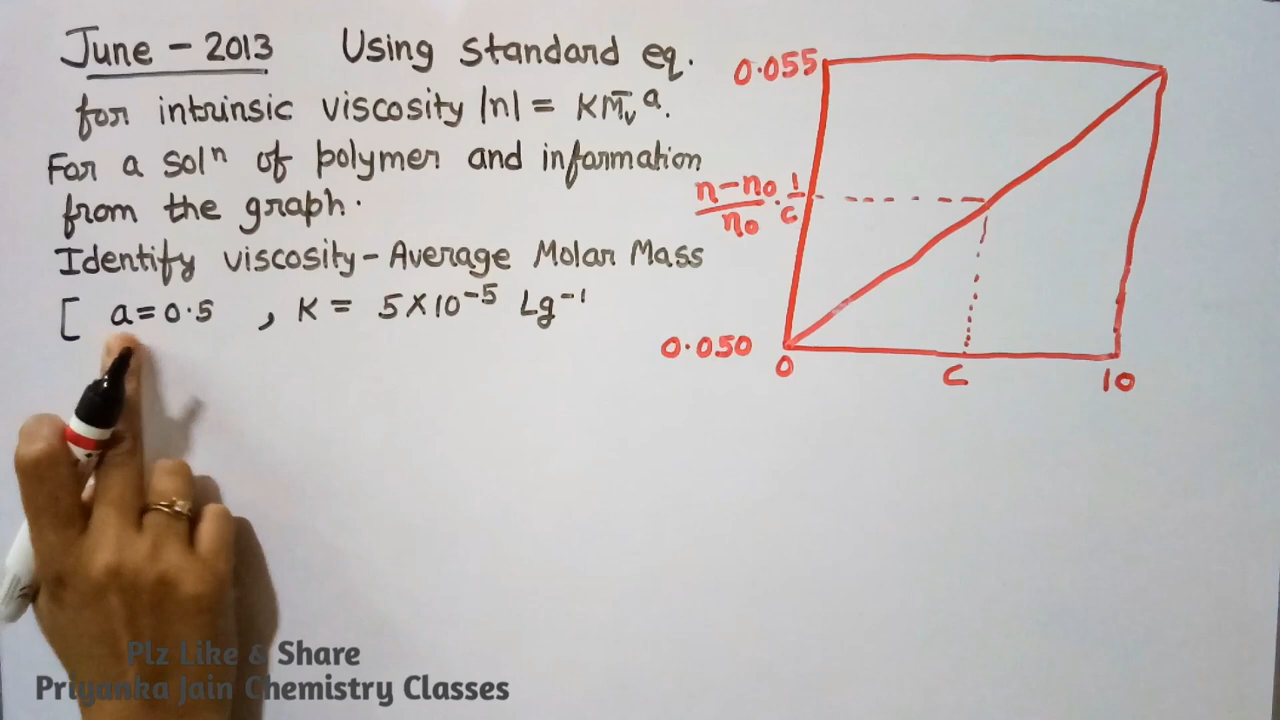 June - 2013 Using standard eq.
for intrinsic viscosity |n| = KM̄vᵃ.
For a solⁿ of polymer and information
from the graph.
Identify viscosity - Average Molar Mass
[ a = 0.5 , K = 5×10⁻⁵ Lg⁻¹
0.055
n-n₀/n₀ . 1/c
0.050
0
C
10
Plz Like & Share
Priyanka Jain Chemistry Classes